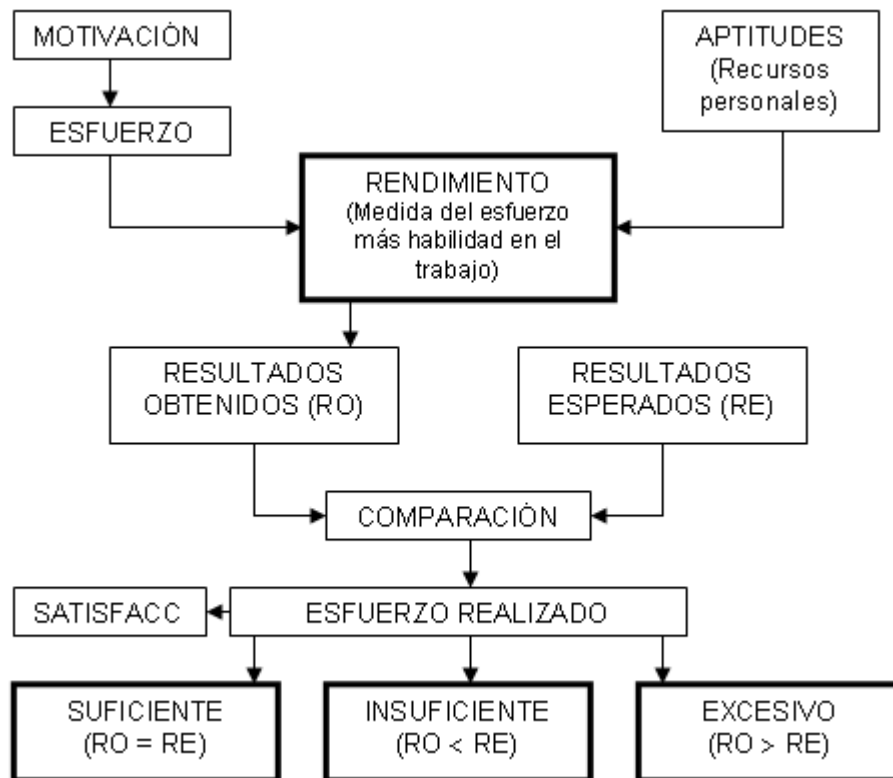 MOTIVACIÓN
APTITUDES
(Recursos
personales)
ESFUERZO
RENDIMIENTO
(Medida del esfuerzo
más habilidad en el
trabajo)
RESULTADOS
OBTENIDOS (RO)
RESULTADOS
ESPERADOS (RE)
COMPARACIÓN
SATISFACC
ESFUERZO REALIZADO
SUFICIENTE
(RO = RE)
INSUFICIENTE
(RO < RE)
EXCESIVO
(RO > RE)